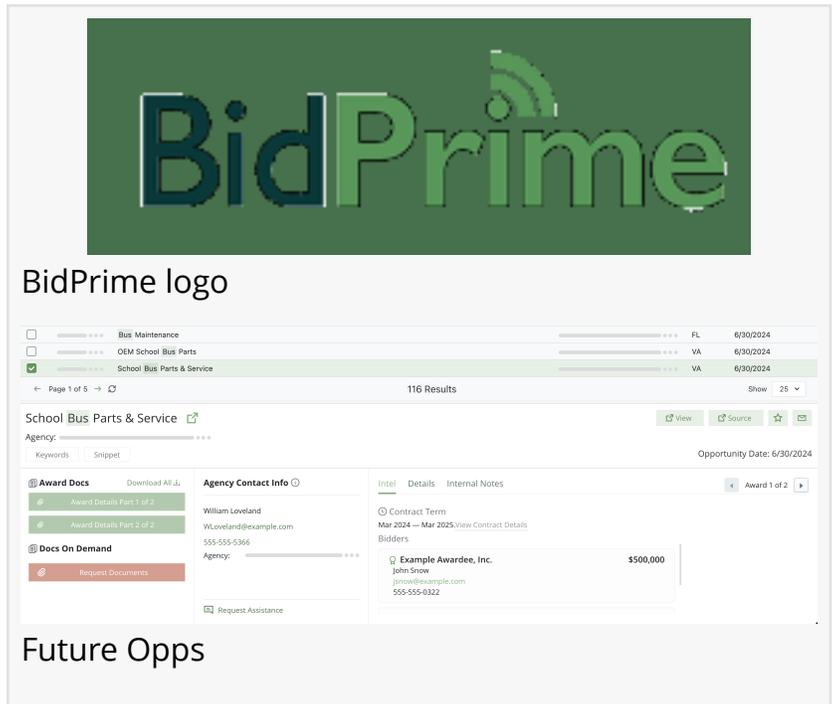 BidPrime
BidPrime logo
Bus Maintenance FL 6/30/2024
OEM School Bus Parts VA 6/30/2024
School Bus Parts & Service VA 6/30/2024
← Page 1 of 5 → 116 Results Show 25
School Bus Parts & Service View Source
Agency:
Keywords Snippet Opportunity Date: 6/30/2024
Award Docs Download All
Award Details Part 1 of 2
Award Details Part 2 of 2
Docs On Demand
Request Documents
Agency Contact Info
William Loveland
WLoveland@example.com
555-555-5366
Agency:
Request Assistance
Intel Details Internal Notes Award 1 of 2
Contract Term
Mar 2024 — Mar 2025.View Contract Details
Bidders
Example Awardee, Inc. $500,000
John Snow
jsnow@example.com
555-555-0322
Future Opps